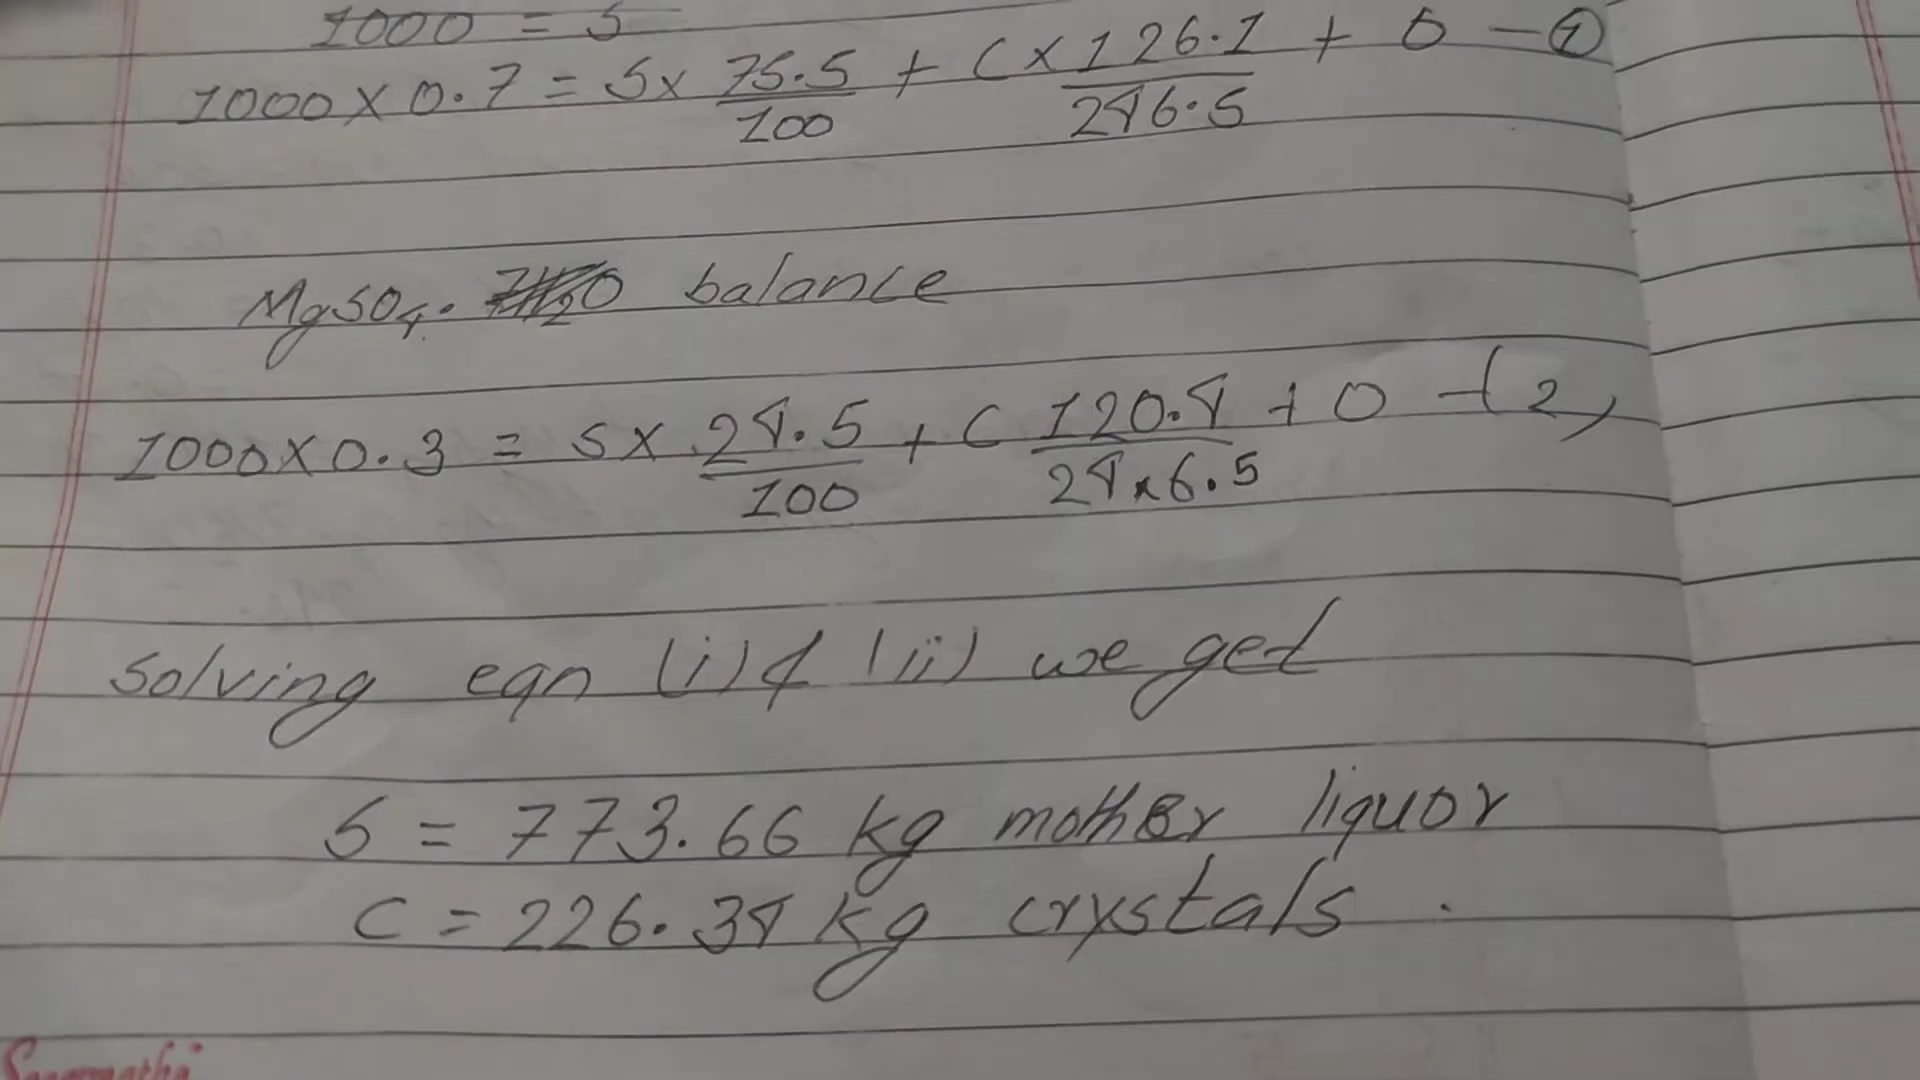 1000 = S
1000 x 0.7 = S x 75.5/100 + C x 126.1/246.5 + 0 - ①
MgSO4. 7H2O balance
1000 x 0.3 = S x 24.5/100 + C 120.4/24x6.5 + 0 - (2)
Solving eqn (i) & (ii) we get
S = 773.66 kg mother liquor
C = 226.34 kg crystals.